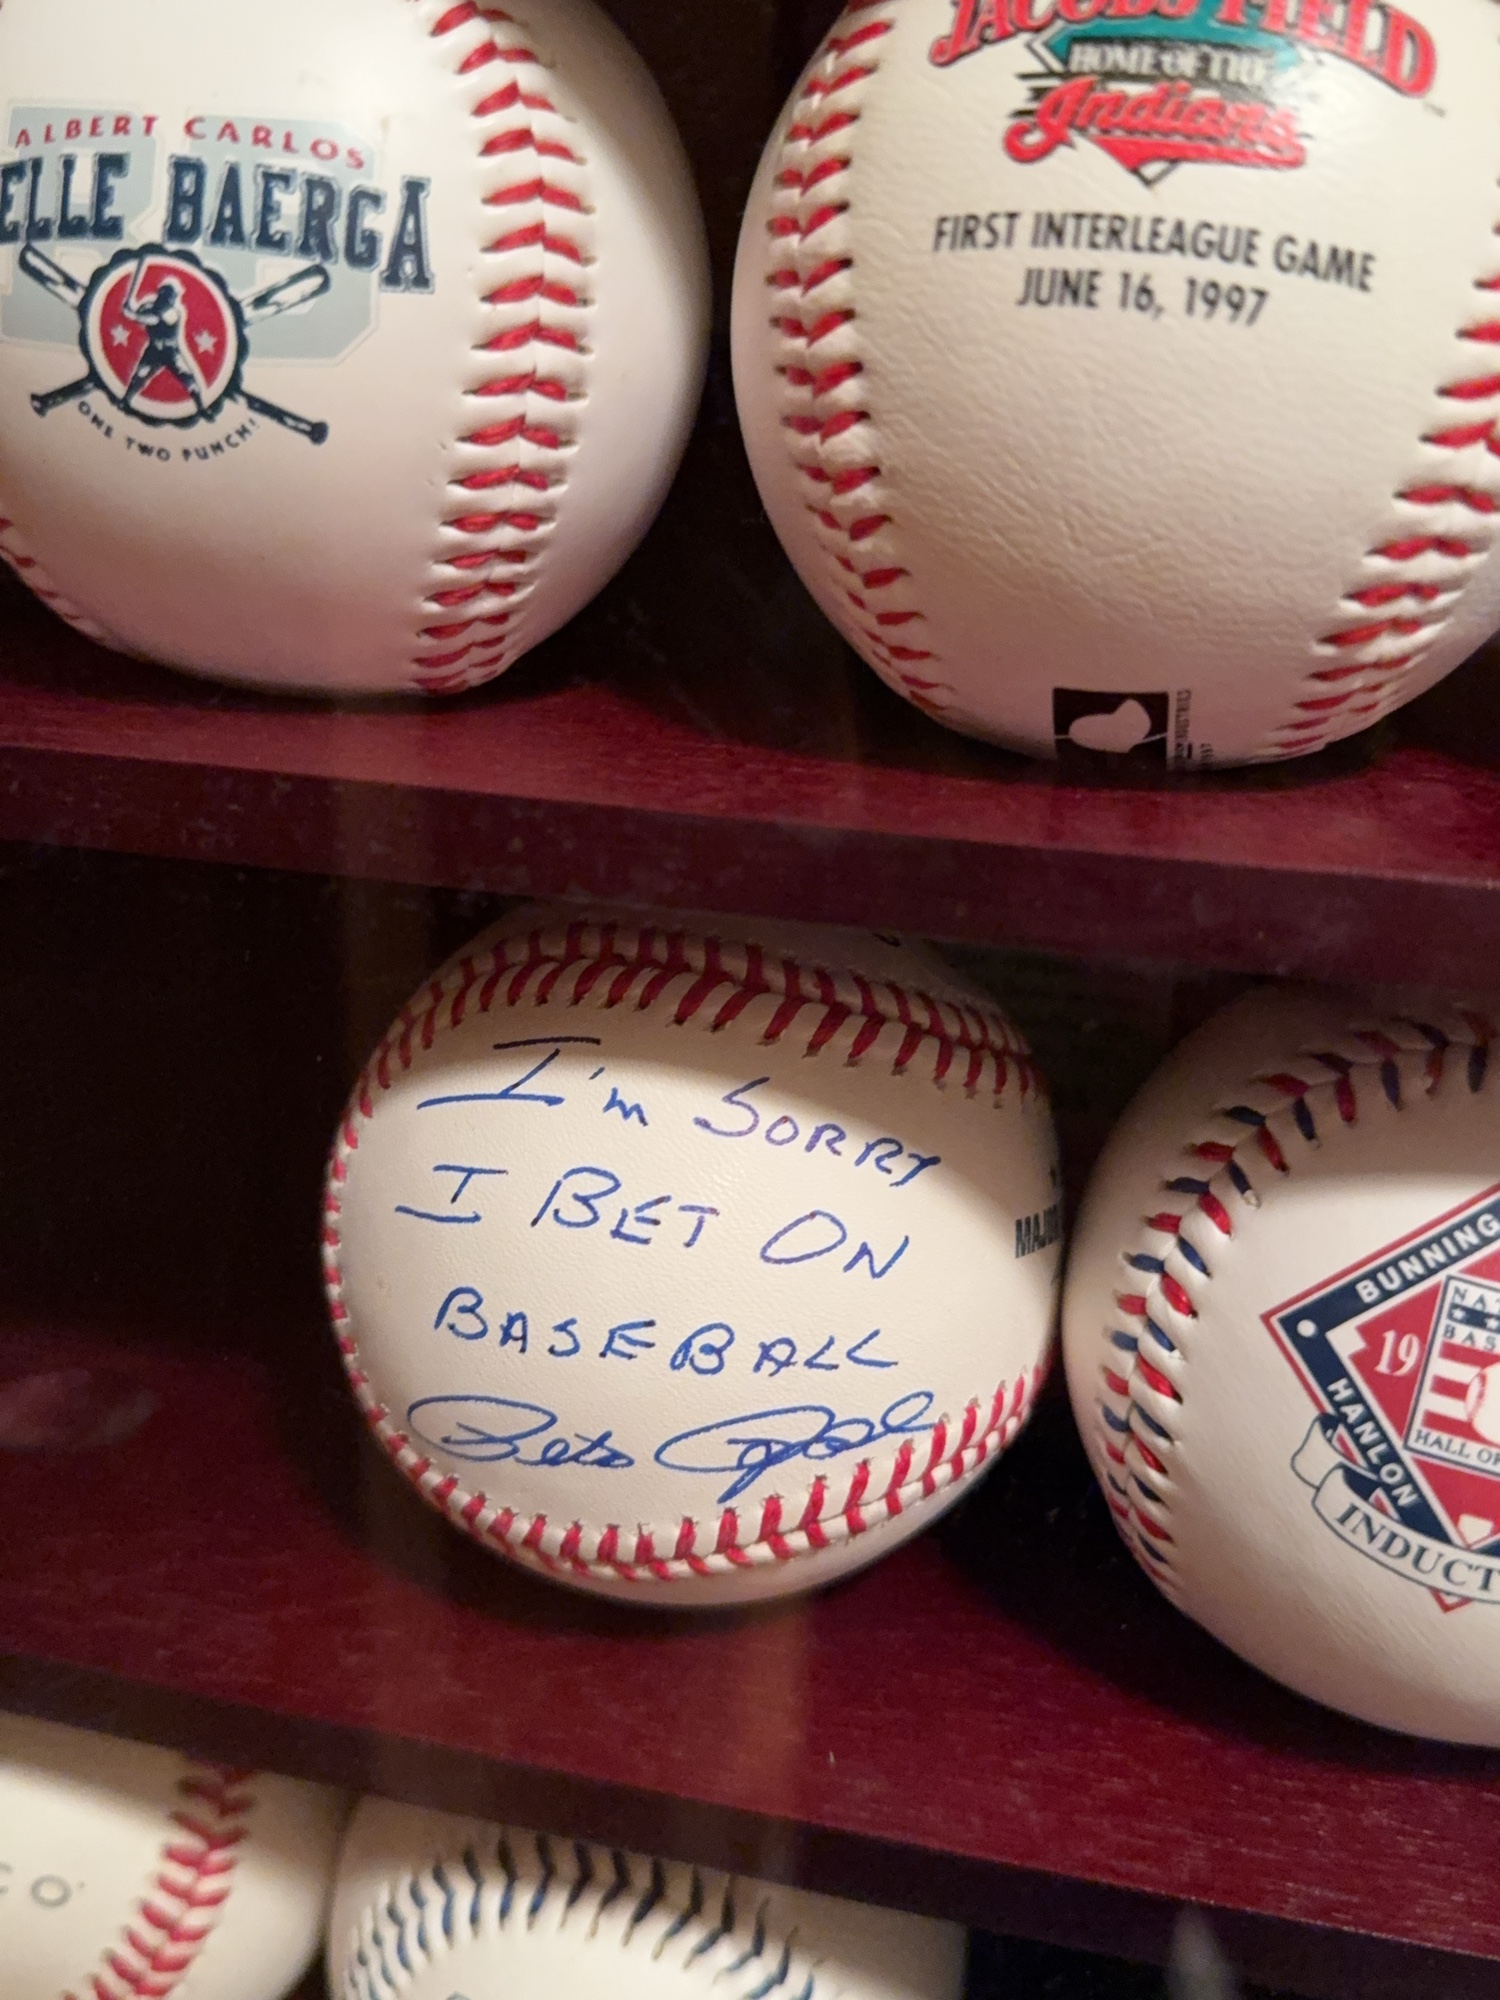 ALBERT CARLOS
ELLE BAERGA
ONE TWO PUNCH!
JACOBS FIELD
HOME OF THE
Indians
FIRST INTERLEAGUE GAME
JUNE 16, 1997
I'm SORRY
I BET ON
BASEBALL
Pete Rose
BUNNING
19
HALL OF
HANLON
INDUCT
CO.